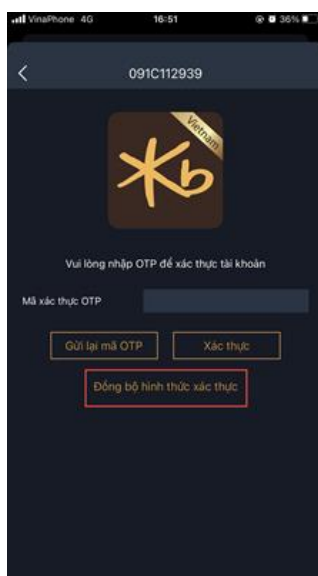 VinaPhone 4G 16:51 36%
091C112939
Vietnam
Kb
Vui lòng nhập OTP để xác thực tài khoản
Mã xác thực OTP
Gửi lại mã OTP Xác thực
Đồng bộ hình thức xác thực